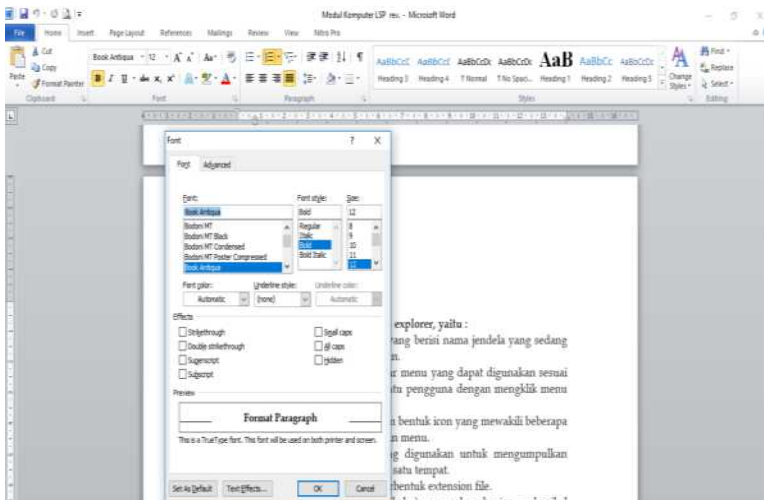 Modul Komputer LSP rev. - Microsoft Word
File Home Insert Page Layout References Mailings Review View Nitro Pro
Cut
Copy
Format Painter
Paste
Clipboard
Book Antiqua 12
Font
Paragraph
AaBbCcI AaBbCcI AaBbCcDx AaBbCcDx AaB AaBbCc AaBbCcDc
Heading 3 Heading 4 ¶ Normal ¶ No Spaci... Heading 1 Heading 2 Heading 5
Change
Styles
Styles
Find
Replace
Select
Editing
Font
Font Advanced
Font: Font style: Size:
Book Antiqua Bold 12
Bodoni MT Regular 8
Bodoni MT Black Italic 9
Bodoni MT Condensed Bold 10
Bodoni MT Poster Compressed Bold Italic 11
Book Antiqua 12
Font color: Underline style: Underline color:
Automatic (none) Automatic
Effects
Strikethrough Small caps
Double strikethrough All caps
Superscript Hidden
Subscript
Preview
Format Paragraph
This is a TrueType font. This font will be used on both printer and screen.
Set As Default Text Effects... OK Cancel
explorer, yaitu :
yang berisi nama jendela yang sedang
n.
r menu yang dapat digunakan sesuai
tu pengguna dengan mengklik menu
n bentuk icon yang mewakili beberapa
n menu.
g digunakan untuk mengumpulkan
satu tempat.
rbentuk extension file.